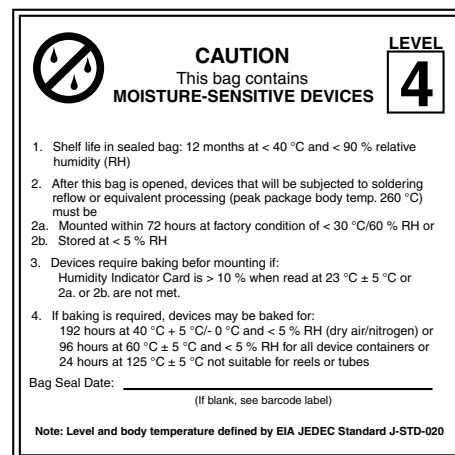 LEVEL
CAUTION
This bag contains
MOISTURE-SENSITIVE DEVICES
4
1. Shelf life in sealed bag: 12 months at < 40 °C and < 90 % relative
humidity (RH)
2. After this bag is opened, devices that will be subjected to soldering
reflow or equivalent processing (peak package body temp. 260 °C)
must be
2a. Mounted within 72 hours at factory condition of < 30 °C/60 % RH or
2b. Stored at < 5 % RH
3. Devices require baking befor mounting if:
Humidity Indicator Card is > 10 % when read at 23 °C ± 5 °C or
2a. or 2b. are not met.
4. If baking is required, devices may be baked for:
192 hours at 40 °C + 5 °C/- 0 °C and < 5 % RH (dry air/nitrogen) or
96 hours at 60 °C ± 5 °C and < 5 % RH for all device containers or
24 hours at 125 °C ± 5 °C not suitable for reels or tubes
Bag Seal Date:
(If blank, see barcode label)
Note: Level and body temperature defined by EIA JEDEC Standard J-STD-020